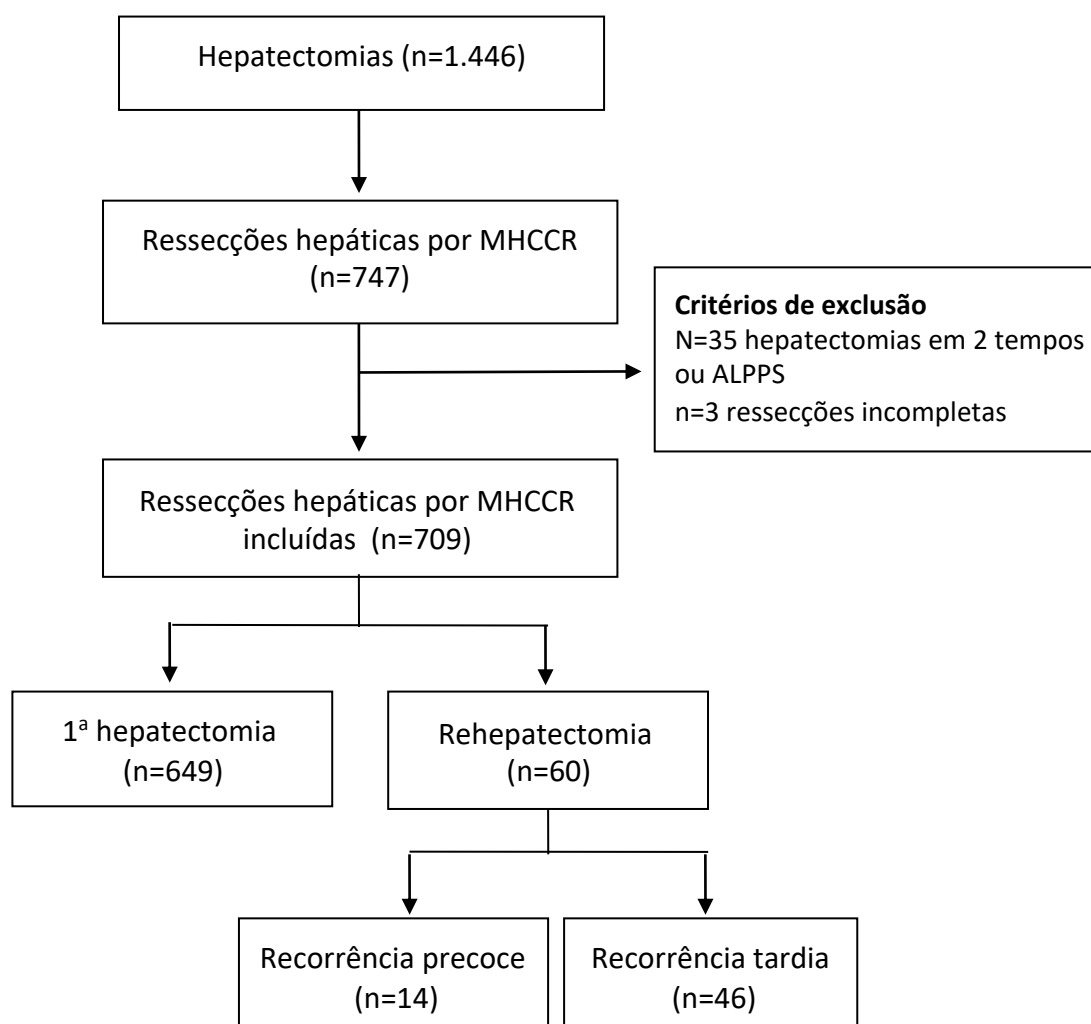 Hepatectomias (n=1.446)
Ressecções hepáticas por MHCCR
(n=747)
Critérios de exclusão
N=35 hepatectomias em 2 tempos
ou ALPPS
n=3 ressecções incompletas
Ressecções hepáticas por MHCCR
incluídas (n=709)
1ª hepatectomia
(n=649)
Rehepatectomia
(n=60)
Recorrência precoce
(n=14)
Recorrência tardia
(n=46)